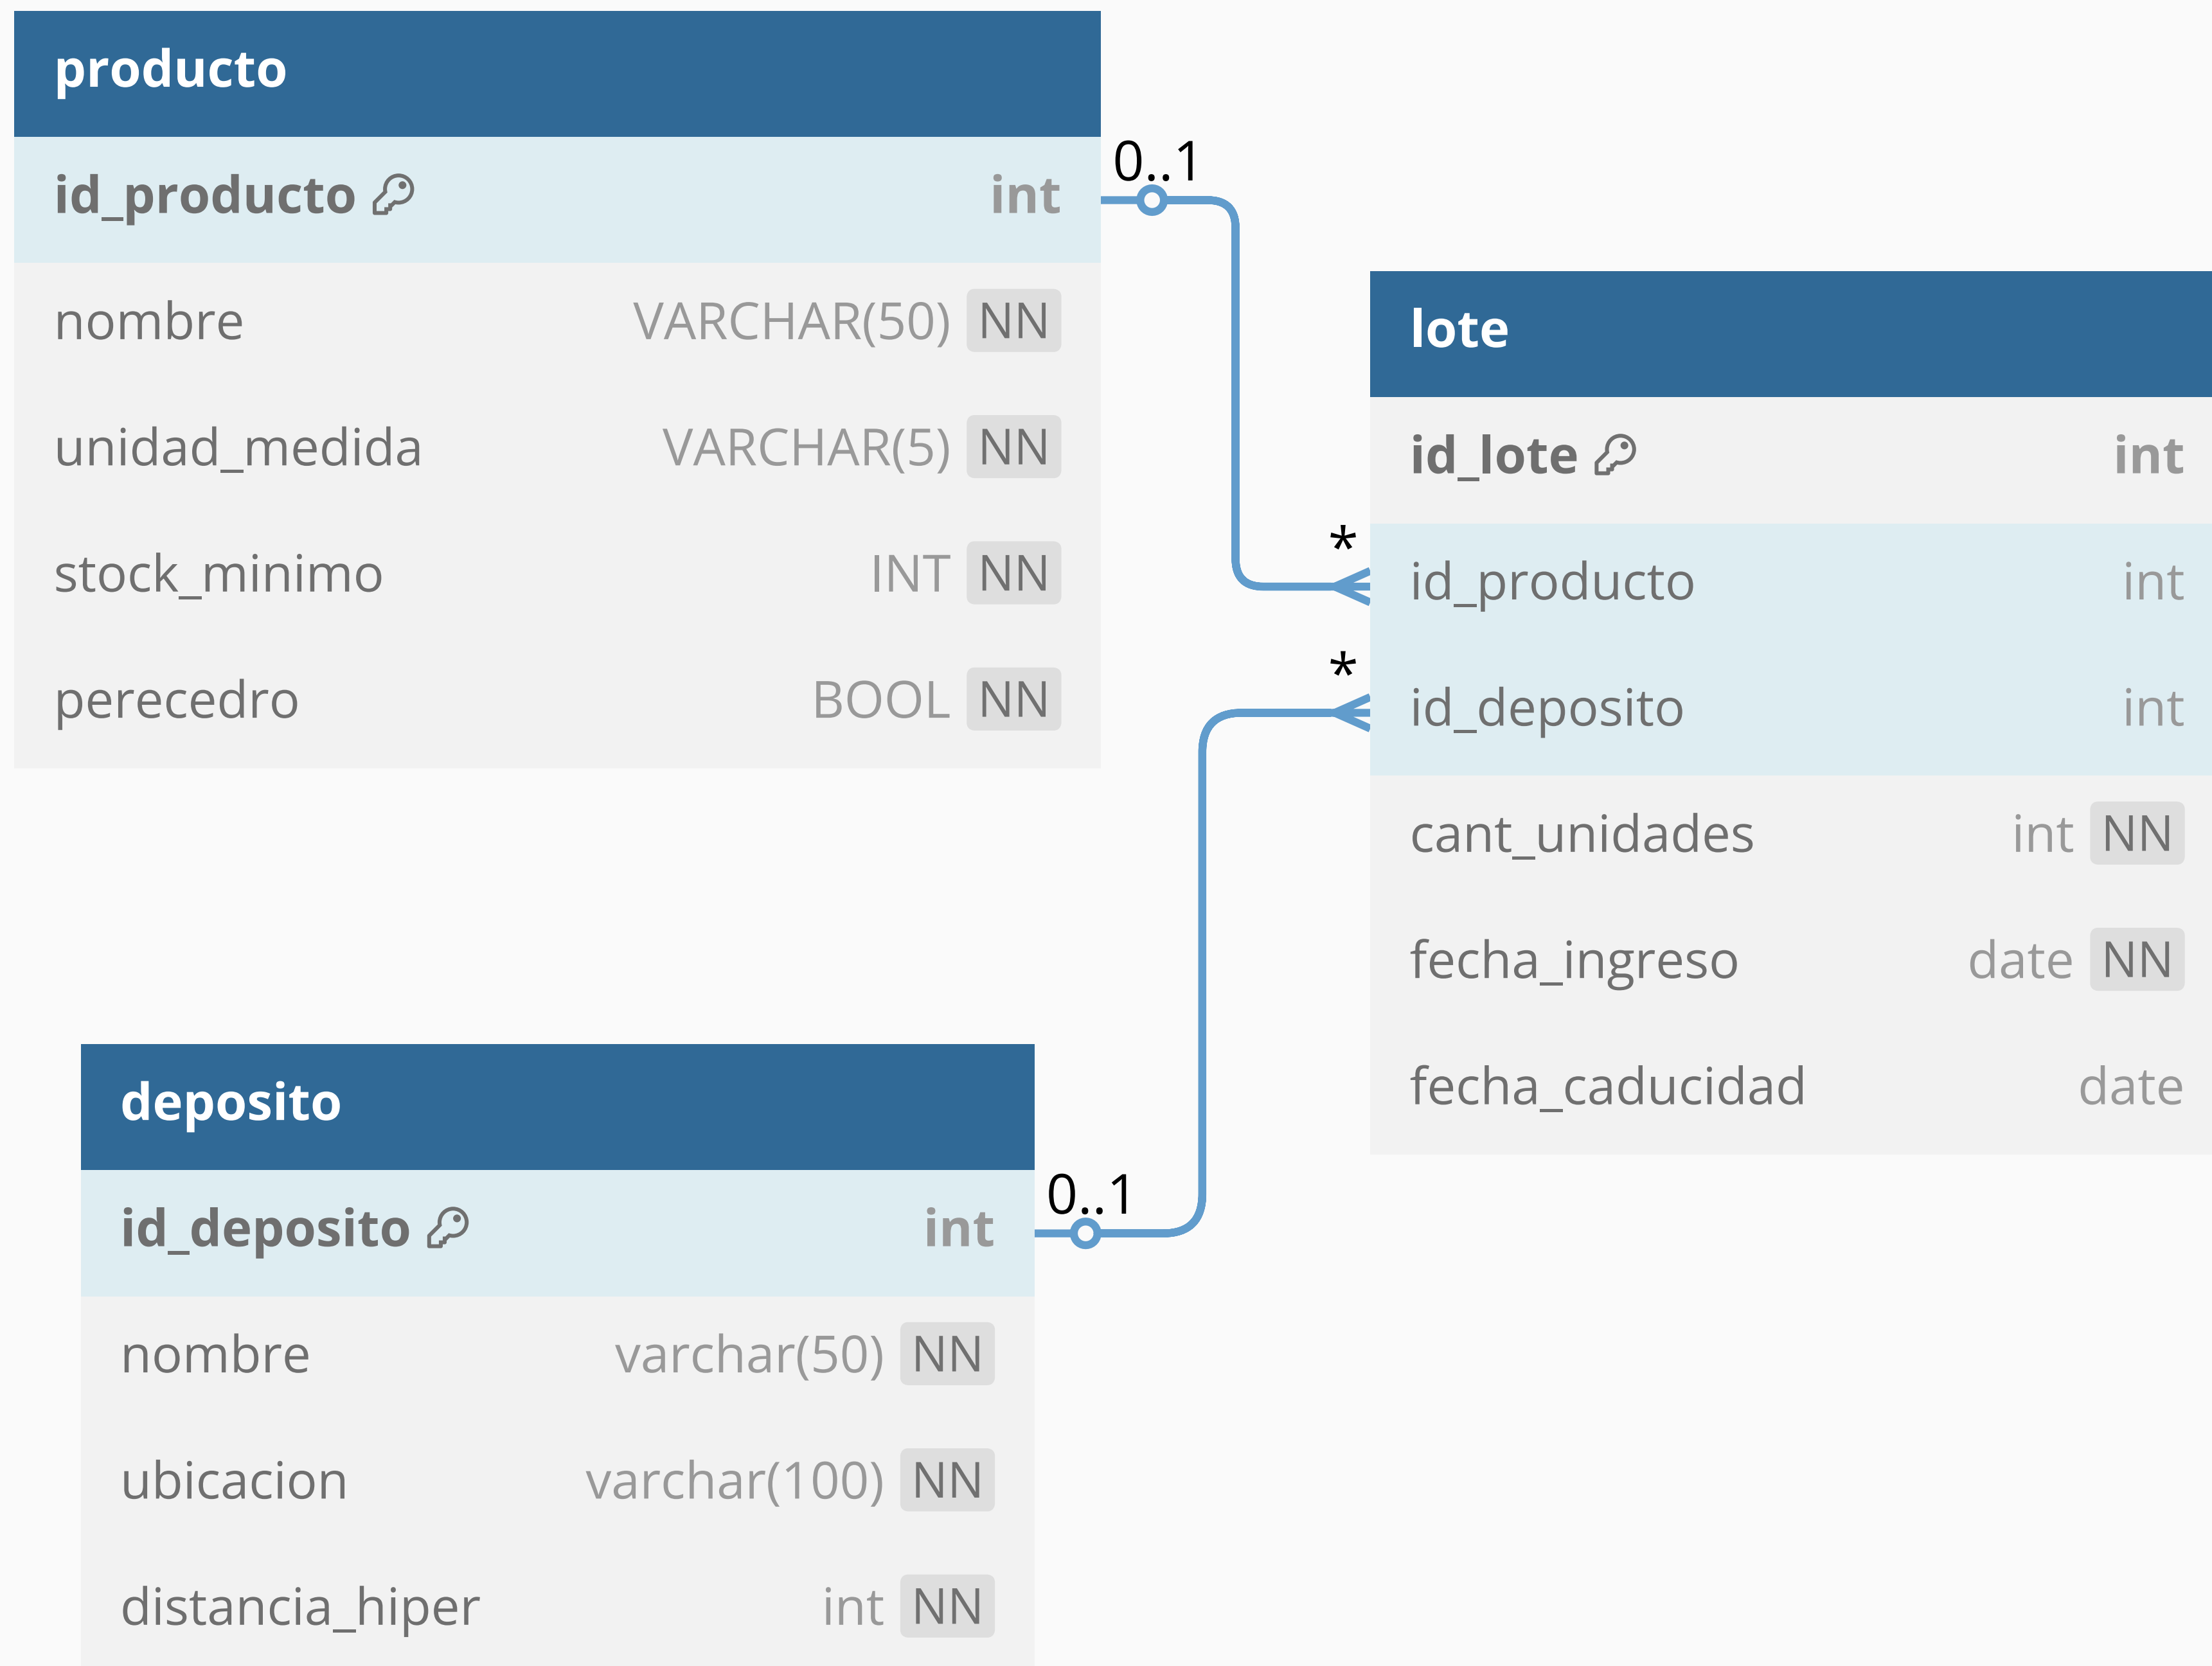 producto
id_producto int
nombre VARCHAR(50) NN
unidad_medida VARCHAR(5) NN
stock_minimo INT NN
perecedro BOOL NN
0..1
*
*
lote
id_lote int
id_producto int
id_deposito int
cant_unidades int NN
fecha_ingreso date NN
fecha_caducidad date
deposito
id_deposito int
0..1
nombre varchar(50) NN
ubicacion varchar(100) NN
distancia_hiper int NN